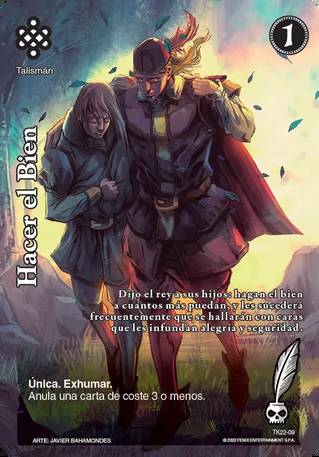 1
Talismán
Hacer el Bien
Dijo el rey a sus hijos: hagan el bien
a cuantos más puedan, y les sucederá
frecuentemente que se hallarán con caras
que les infundan alegría y seguridad.
Única. Exhumar.
Anula una carta de coste 3 o menos.
TK22-09
ARTE: JAVIER BAHAMONDES
© 2022 FENIX ENTERTAINMENT S.P.A.